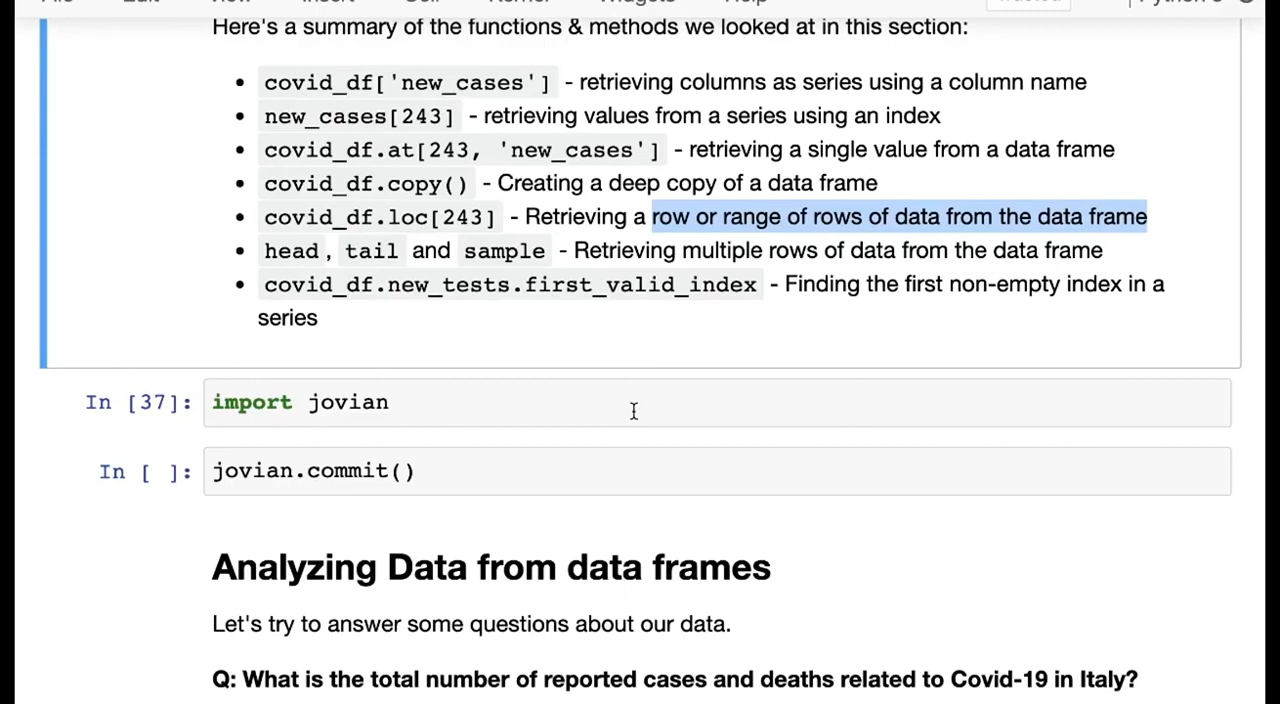 Here's a summary of the functions & methods we looked at in this section:
• covid_df['new_cases'] - retrieving columns as series using a column name
• new_cases[243] - retrieving values from a series using an index
• covid_df.at[243, 'new_cases'] - retrieving a single value from a data frame
• covid_df.copy() - Creating a deep copy of a data frame
• covid_df.loc[243] - Retrieving a row or range of rows of data from the data frame
• head, tail and sample - Retrieving multiple rows of data from the data frame
• covid_df.new_tests.first_valid_index - Finding the first non-empty index in a
series
In [37]: import jovian
In [ ]: jovian.commit()
Analyzing Data from data frames
Let's try to answer some questions about our data.
Q: What is the total number of reported cases and deaths related to Covid-19 in Italy?